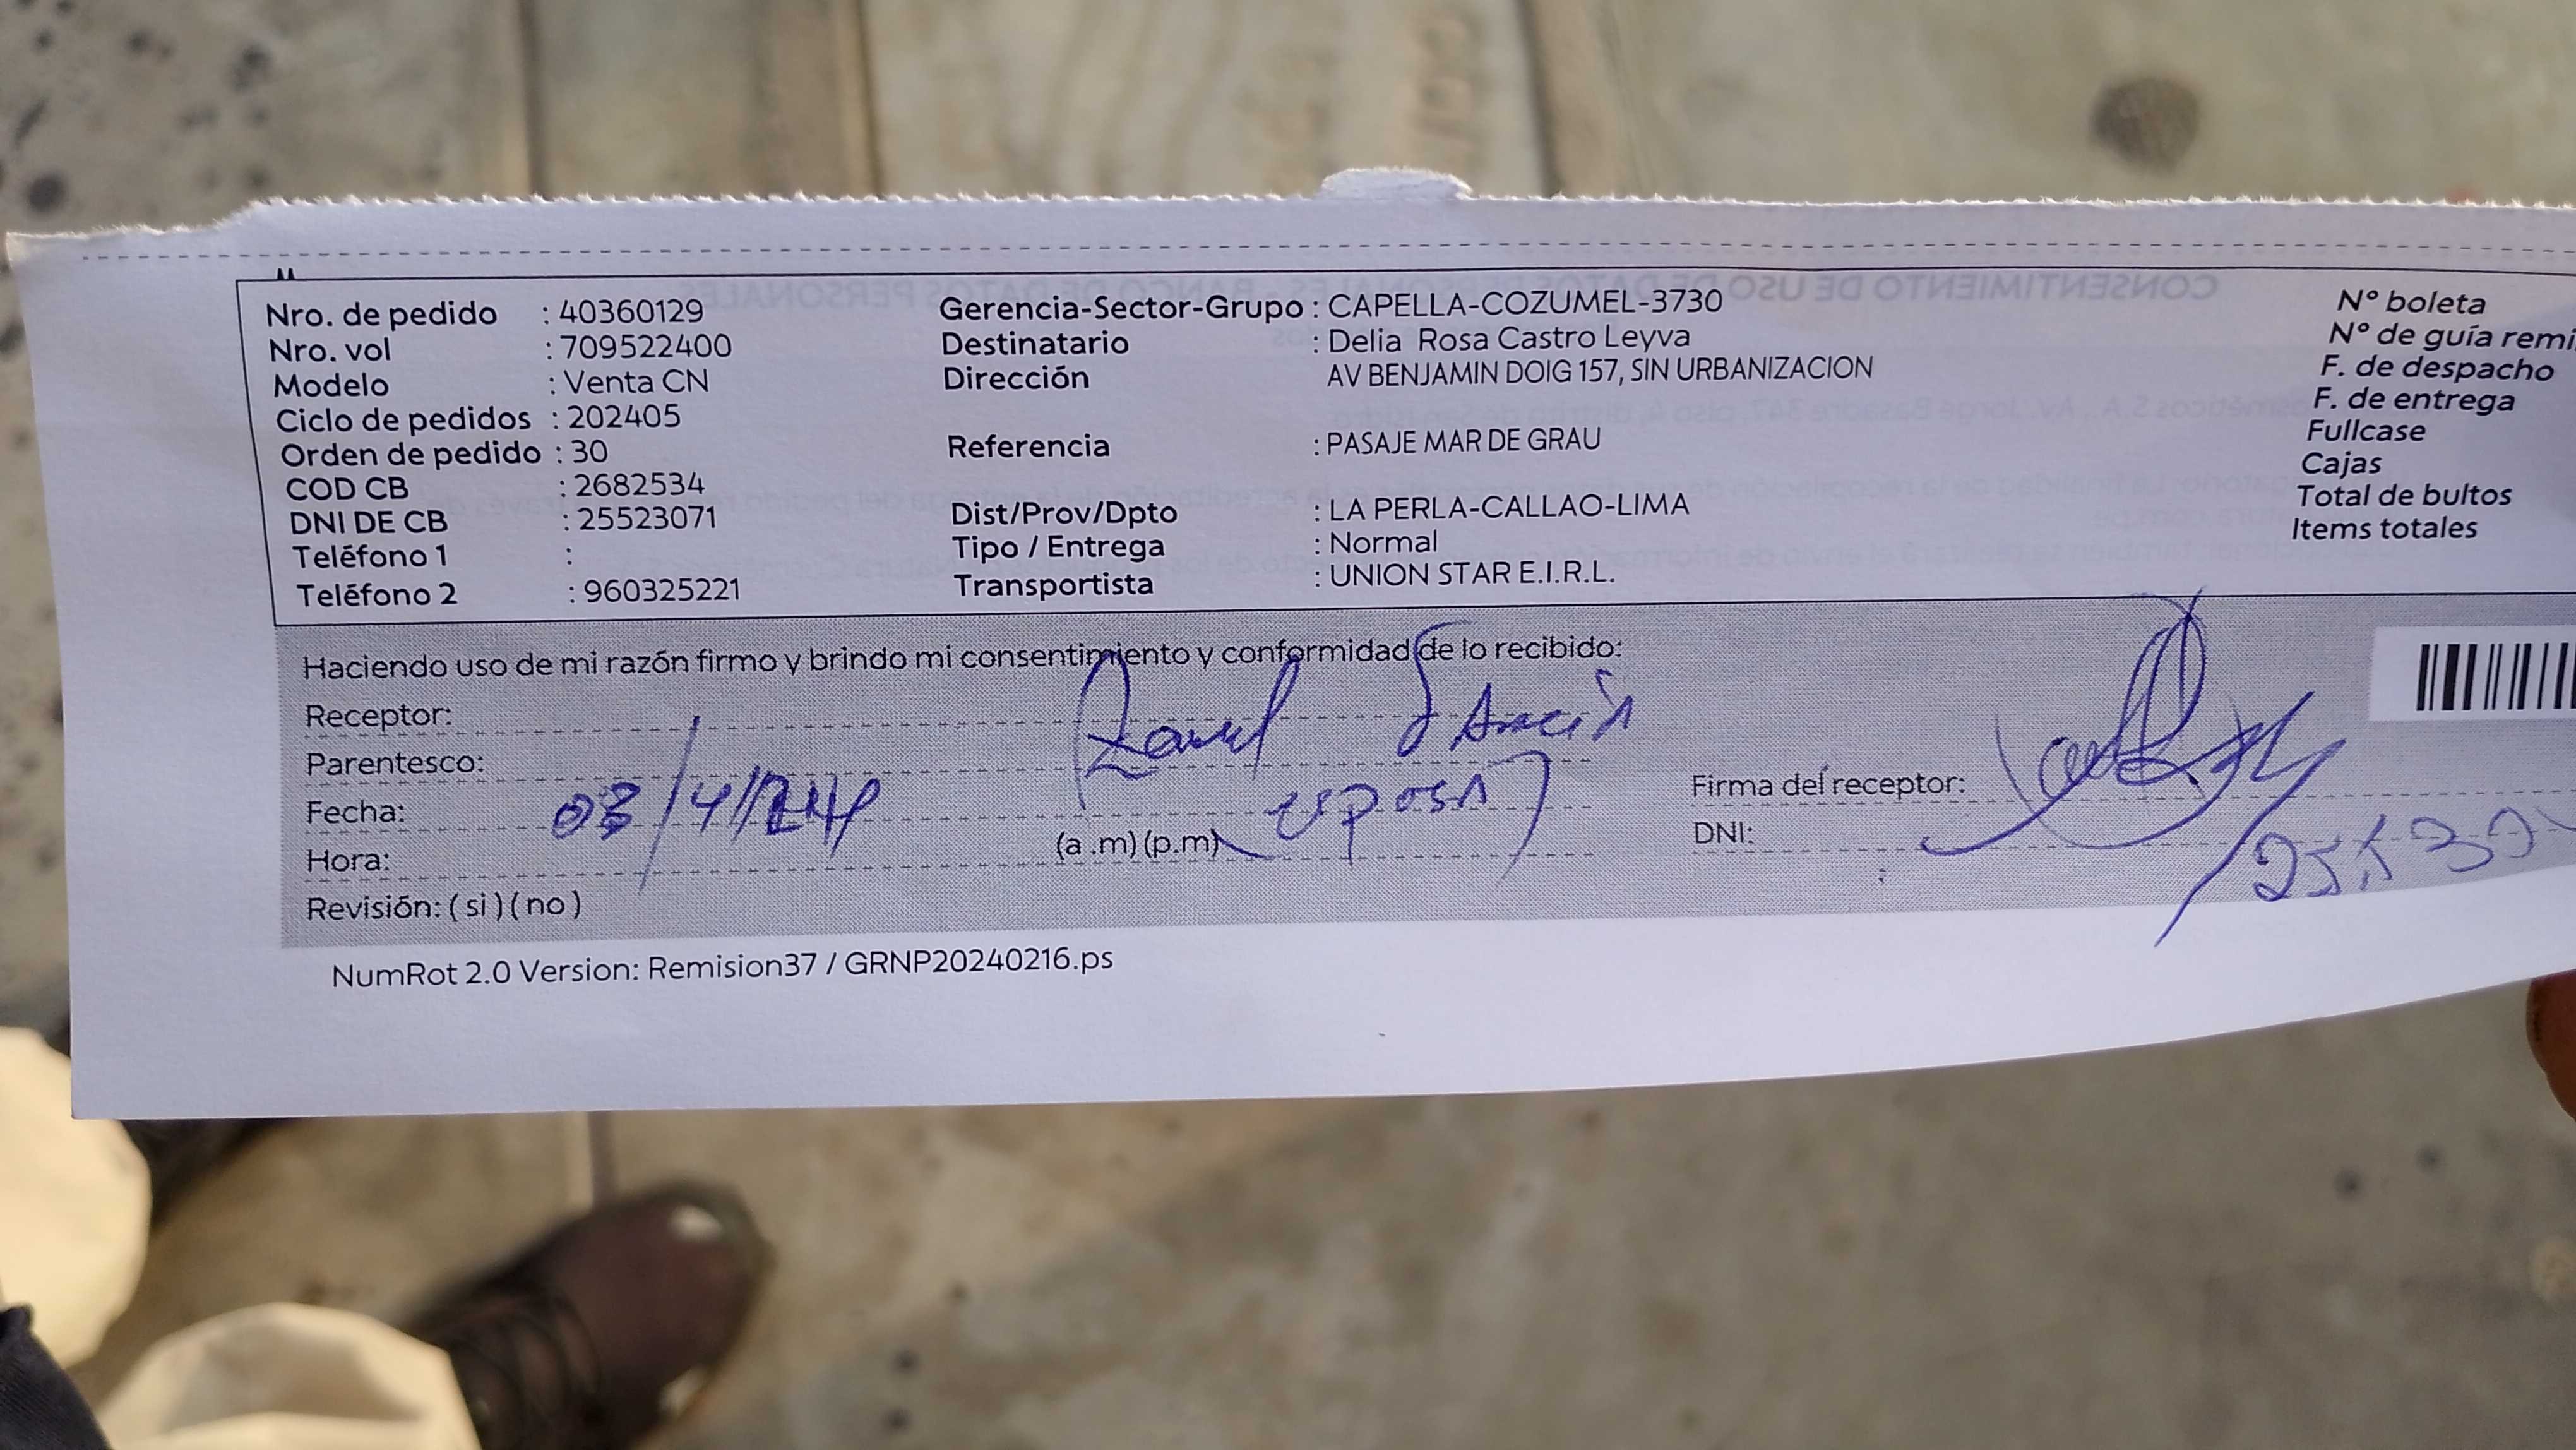 Nro. de pedido : 40360129
Nro. vol : 709522400
Modelo : Venta CN
Ciclo de pedidos : 202405
Orden de pedido : 30
COD CB : 2682534
DNI DE CB : 25523071
Teléfono 1 :
Teléfono 2 : 960325221
Gerencia-Sector-Grupo : CAPELLA-COZUMEL-3730
Destinatario : Delia Rosa Castro Leyva
Dirección AV BENJAMIN DOIG 157, SIN URBANIZACION
Referencia : PASAJE MAR DE GRAU
Dist/Prov/Dpto : LA PERLA-CALLAO-LIMA
Tipo / Entrega : Normal
Transportista : UNION STAR E.I.R.L.
N° boleta
N° de guía remi
F. de despacho
F. de entrega
Fullcase
Cajas
Total de bultos
Items totales
Haciendo uso de mi razón firmo y brindo mi consentimiento y conformidad de lo recibido:
Receptor:
Parentesco:
Fecha: 03/4/24
Hora: (a .m) (p.m) esposa
Revisión: ( si ) ( no )
Firma del receptor:
DNI:
NumRot 2.0 Version: Remision37 / GRNP20240216.ps